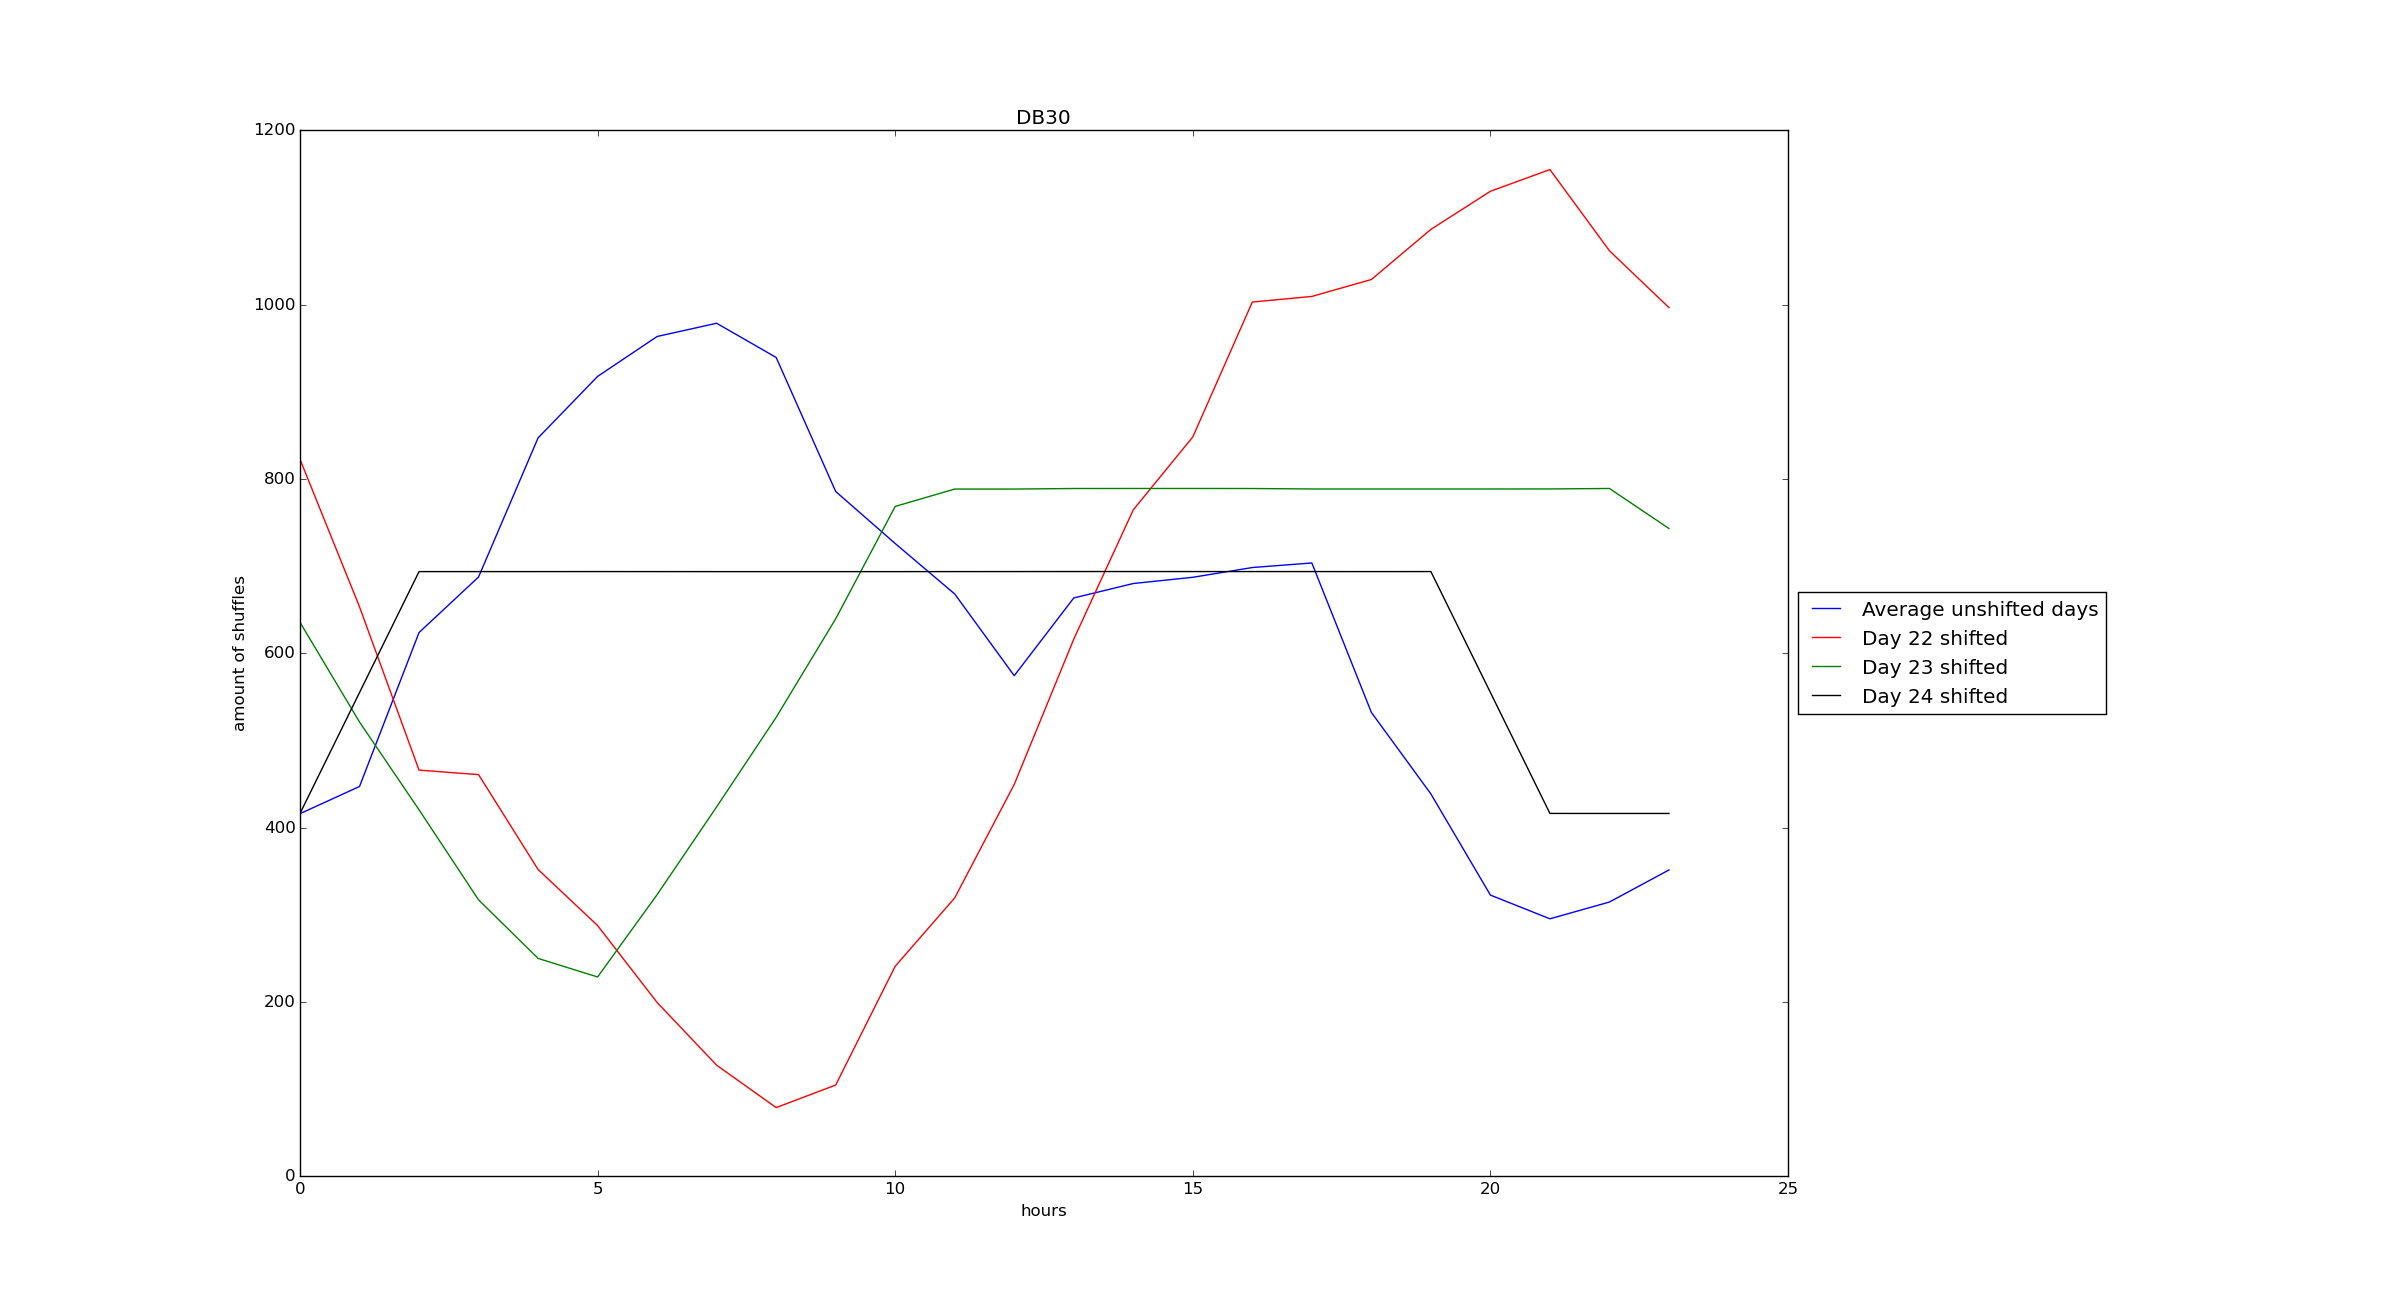 DB30
1200
1000
800
600
400
200
0
amount of shuffles
0 5 10 15 20 25
hours
Average unshifted days
Day 22 shifted
Day 23 shifted
Day 24 shifted